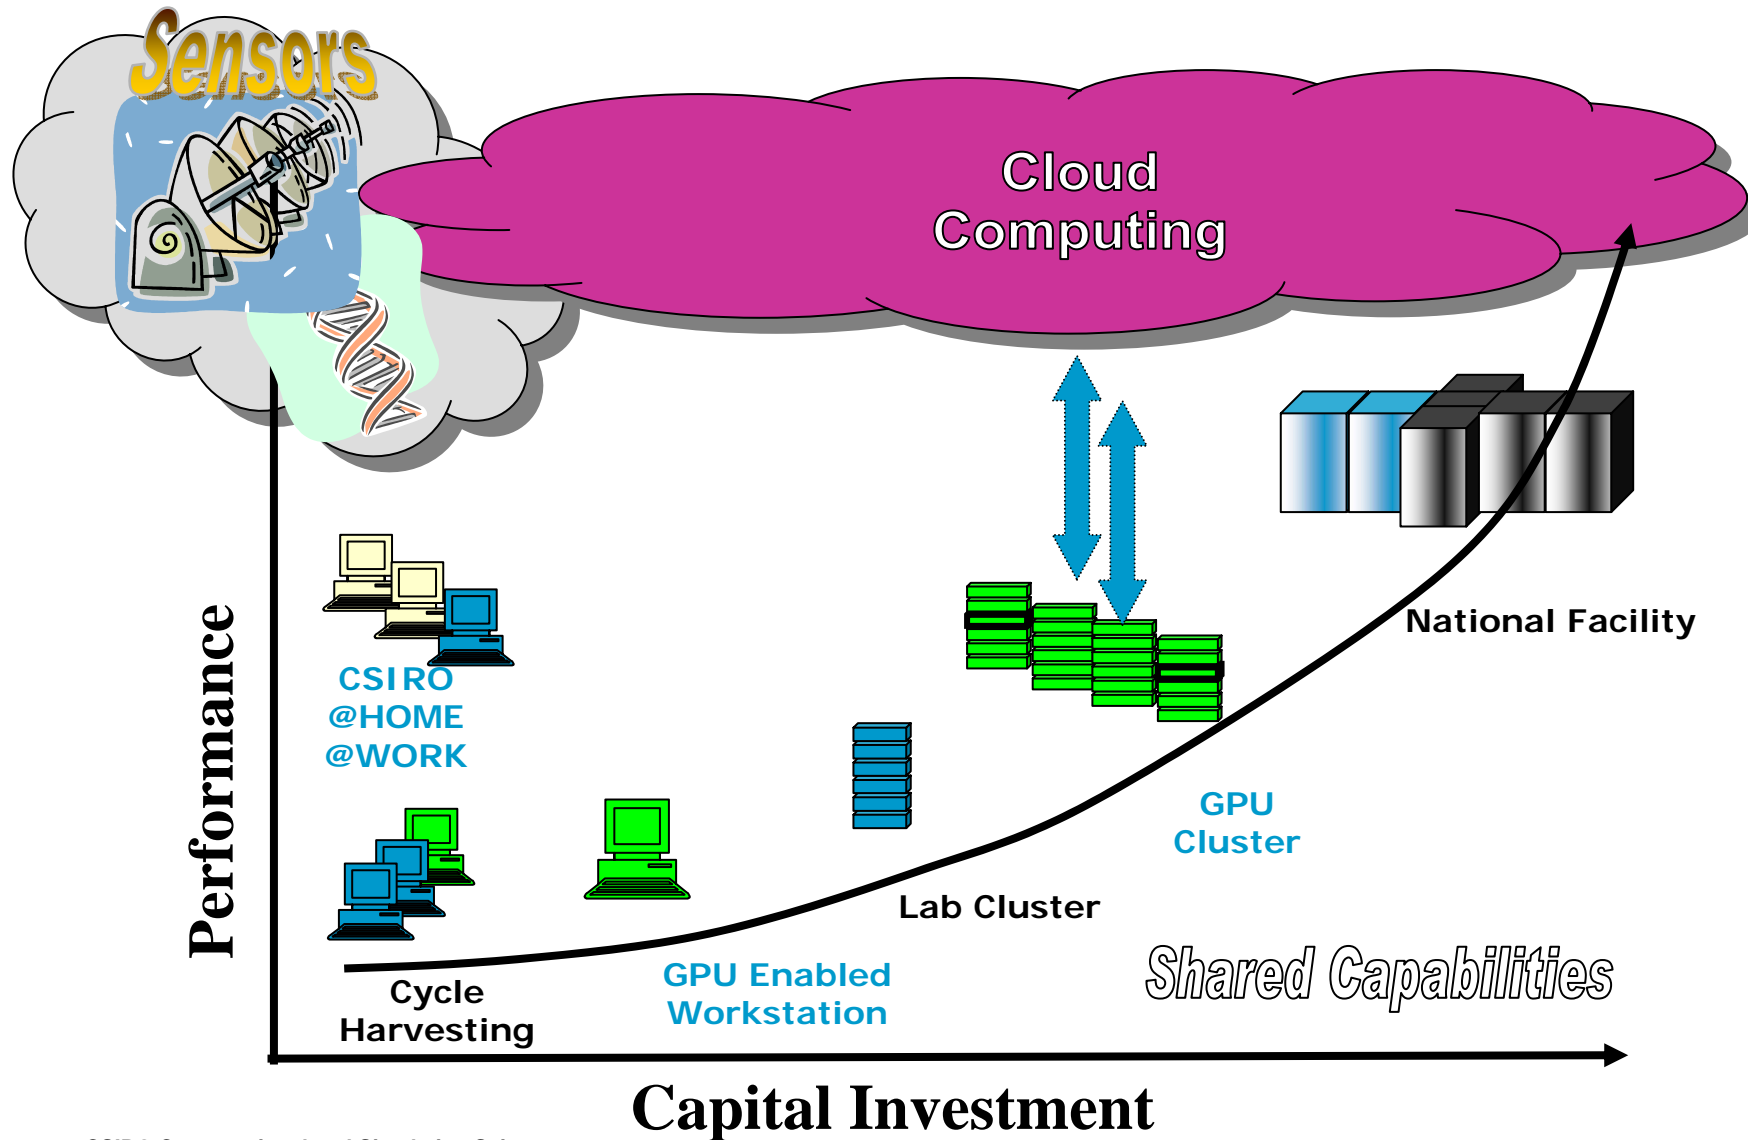 Sensors
Cloud
Computing
National Facility
CSIRO
@HOME
@WORK
GPU
Cluster
Lab Cluster
Shared Capabilities
GPU Enabled
Workstation
Cycle
Harvesting
Performance
Capital Investment